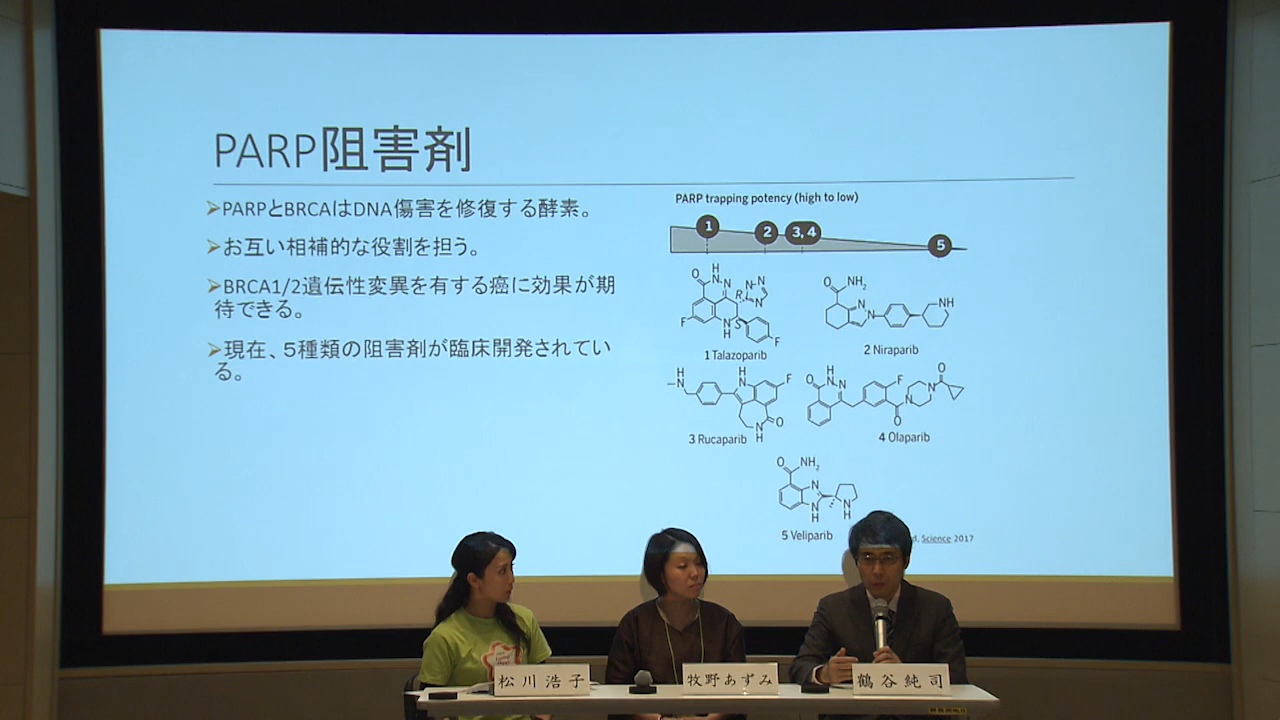 PARP阻害剤
➢PARPとBRCAはDNA傷害を修復する酵素。
➢お互い相補的な役割を担う。
➢BRCA1/2遺伝性変異を有する癌に効果が期
待できる。
➢現在、5種類の阻害剤が臨床開発されてい
る。
PARP trapping potency (high to low)
1 2 3, 4 5
1 Talazoparib
2 Niraparib
3 Rucaparib
4 Olaparib
5 Veliparib
Science 2017
松川浩子
牧野あずみ
鶴谷純司